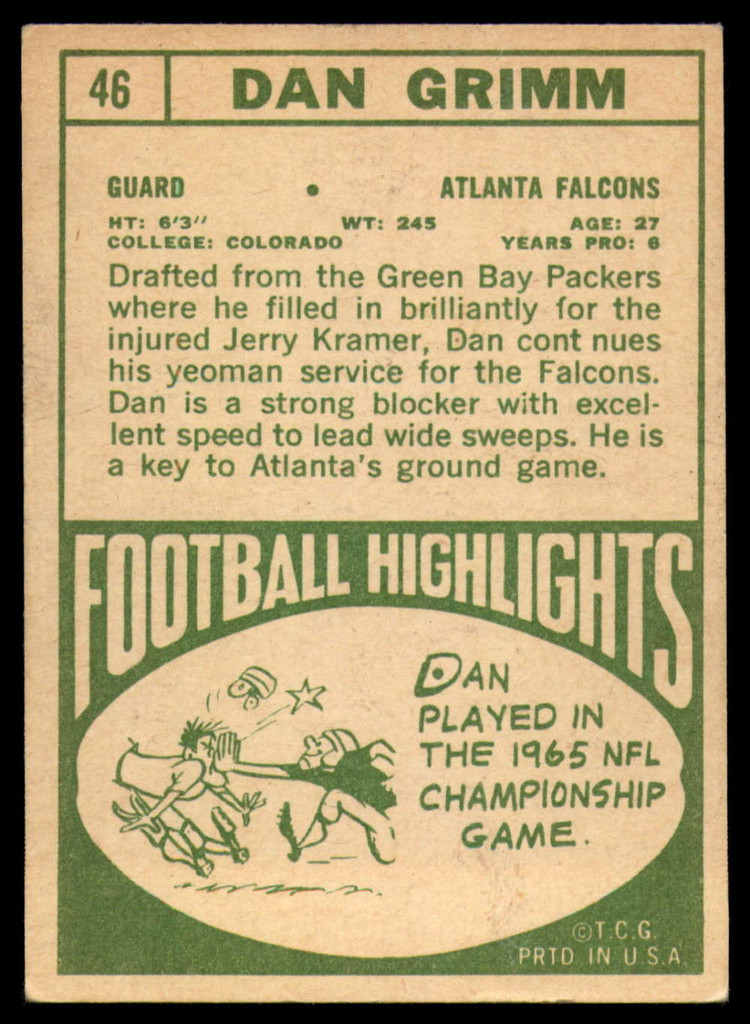 46 DAN GRIMM
GUARD • ATLANTA FALCONS
HT: 6'3" WT: 245 AGE: 27
COLLEGE: COLORADO YEARS PRO: 6
Drafted from the Green Bay Packers
where he filled in brilliantly for the
injured Jerry Kramer, Dan cont nues
his yeoman service for the Falcons.
Dan is a strong blocker with excel-
lent speed to lead wide sweeps. He is
a key to Atlanta's ground game.
FOOTBALL HIGHLIGHTS
DAN
PLAYED IN
THE 1965 NFL
CHAMPIONSHIP
GAME.
©T.C.G.
PRTD IN U.S.A.